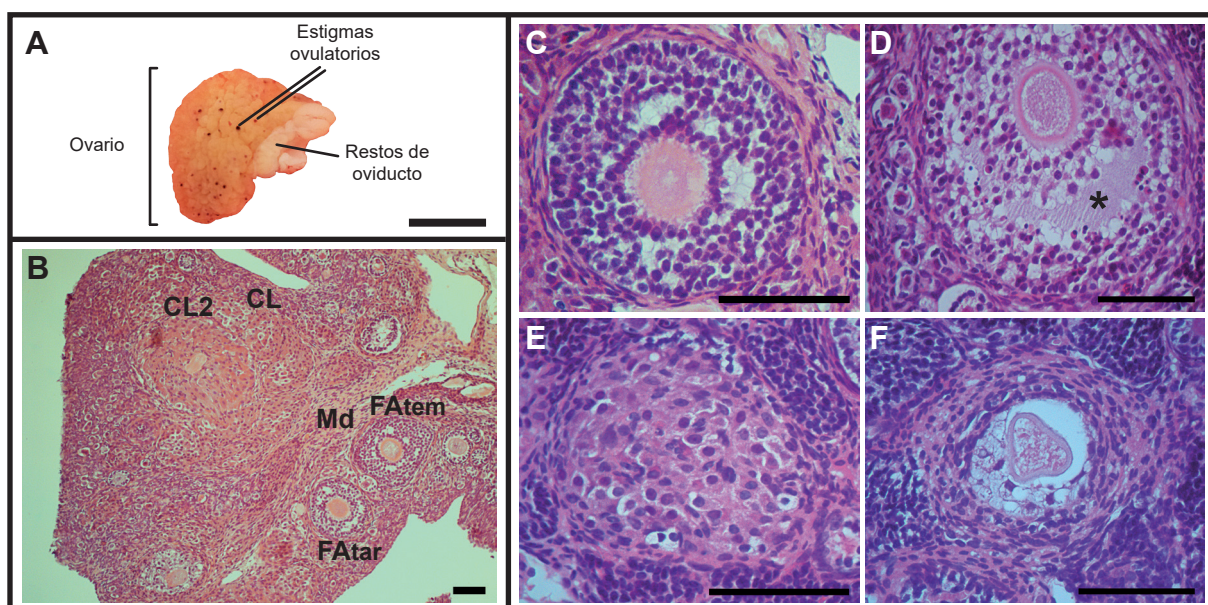 A
Estigmas
ovulatorios
Ovario
Restos de
oviducto
B
CL2
CL
Md
FAtem
FAtar
C
D
*
E
F